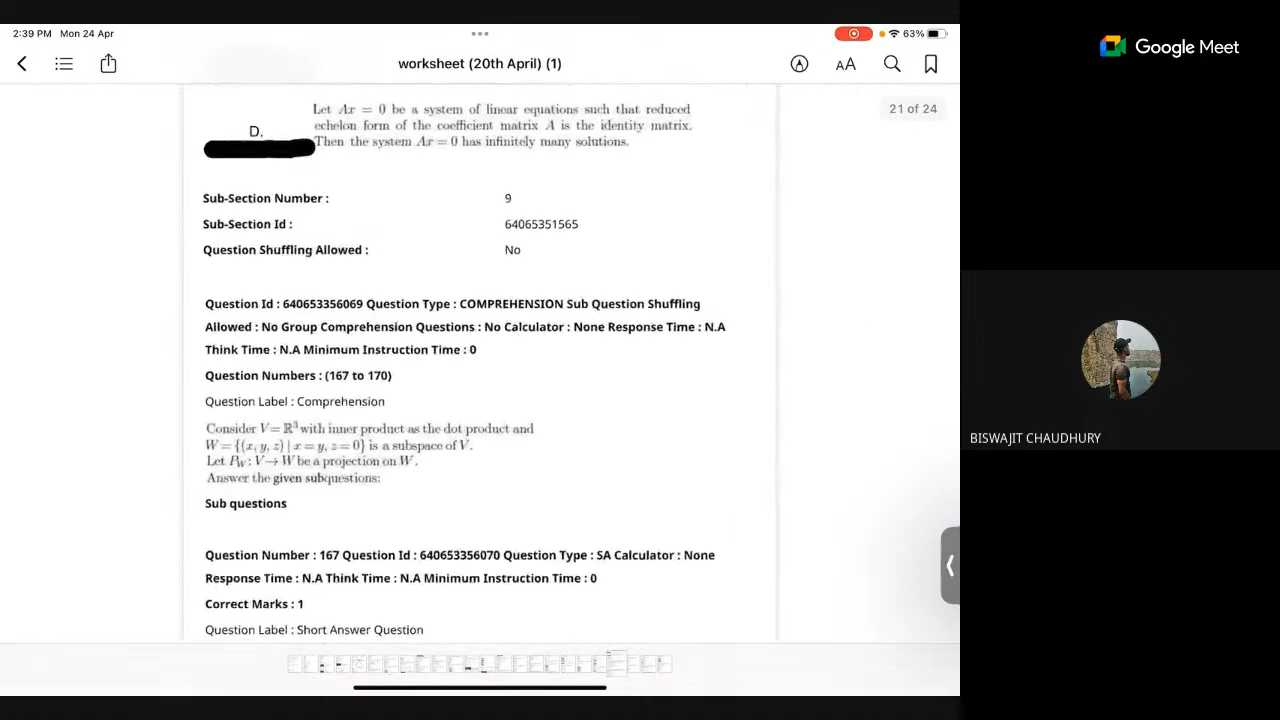 2:39 PM Mon 24 Apr
63%
worksheet (20th April) (1)
AA
Google Meet
21 of 24
D.
Let Ax = 0 be a system of linear equations such that reduced
echelon form of the coefficient matrix A is the identity matrix.
Then the system Ax = 0 has infinitely many solutions.
Sub-Section Number : 9
Sub-Section Id : 64065351565
Question Shuffling Allowed : No
Question Id : 640653356069 Question Type : COMPREHENSION Sub Question Shuffling
Allowed : No Group Comprehension Questions : No Calculator : None Response Time : N.A
Think Time : N.A Minimum Instruction Time : 0
Question Numbers : (167 to 170)
Question Label : Comprehension
Consider V = ℝ³ with inner product as the dot product and
W = {(x, y, z) | x = y, z = 0} is a subspace of V.
Let P_W : V → W be a projection on W.
Answer the given subquestions:
Sub questions
Question Number : 167 Question Id : 640653356070 Question Type : SA Calculator : None
Response Time : N.A Think Time : N.A Minimum Instruction Time : 0
Correct Marks : 1
Question Label : Short Answer Question
BISWAJIT CHAUDHURY